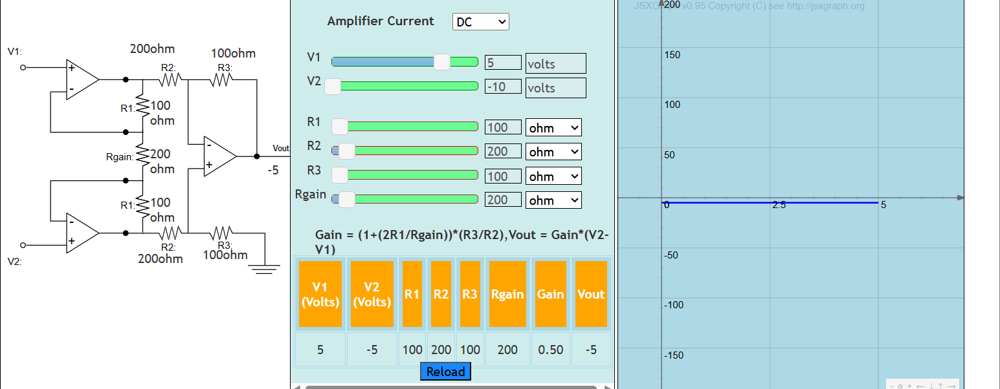 V1:
+
-
200ohm
R2:
100ohm
R3:
R1:
100
ohm
Rgain:
200
ohm
R1:
100
ohm
-
+
V2:
R2:
200ohm
R3:
100ohm
-
+
Vout
-5
Amplifier Current DC
V1 5 volts
V2 -10 volts
R1 100 ohm
R2 200 ohm
R3 100 ohm
Rgain 200 ohm
Gain = (1+(2R1/Rgain))*(R3/R2),Vout = Gain*(V2-
V1)
V1 (Volts) V2 (Volts) R1 R2 R3 Rgain Gain Vout
5 -5 100 200 100 200 0.50 -5
Reload
JSXGraph v0.95 Copyright (C) see http://jsxgraph.org
200
150
100
50
0 2.5 5
-50
-100
-150
- o + ← ↓ ↑ →